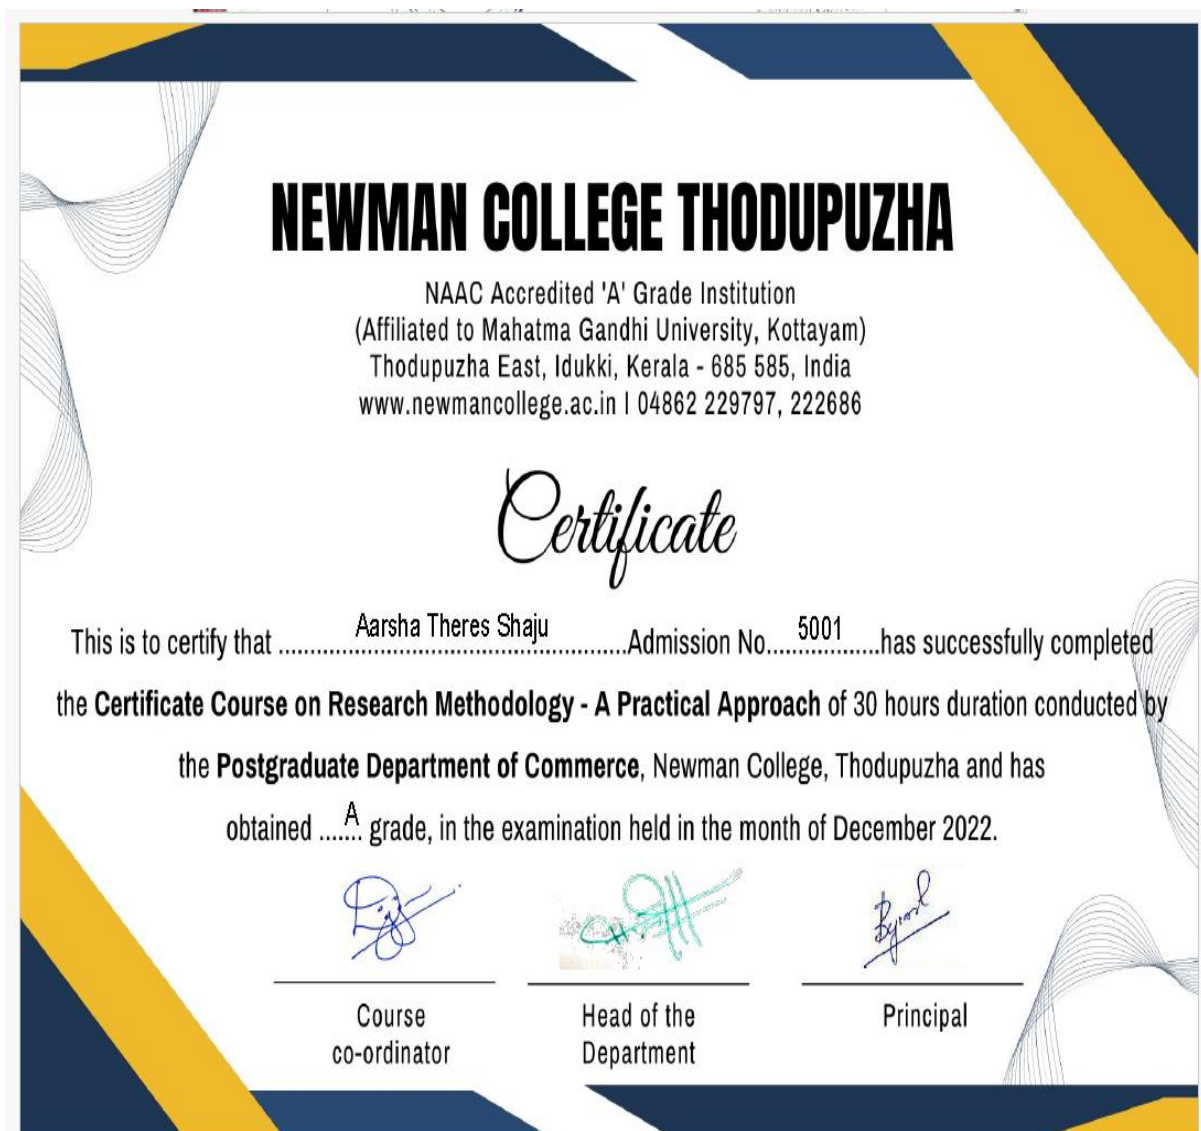 NEWMAN COLLEGE THODUPUZHA
NAAC Accredited 'A' Grade Institution
(Affiliated to Mahatma Gandhi University, Kottayam)
Thodupuzha East, Idukki, Kerala - 685 585, India
www.newmancollege.ac.in I 04862 229797, 222686
Certificate
This is to certify that ........Aarsha Theres Shaju........Admission No.....5001......has successfully completed
the Certificate Course on Research Methodology - A Practical Approach of 30 hours duration conducted by
the Postgraduate Department of Commerce, Newman College, Thodupuzha and has
obtained ...A... grade, in the examination held in the month of December 2022.
Course co-ordinator
Head of the Department
Principal